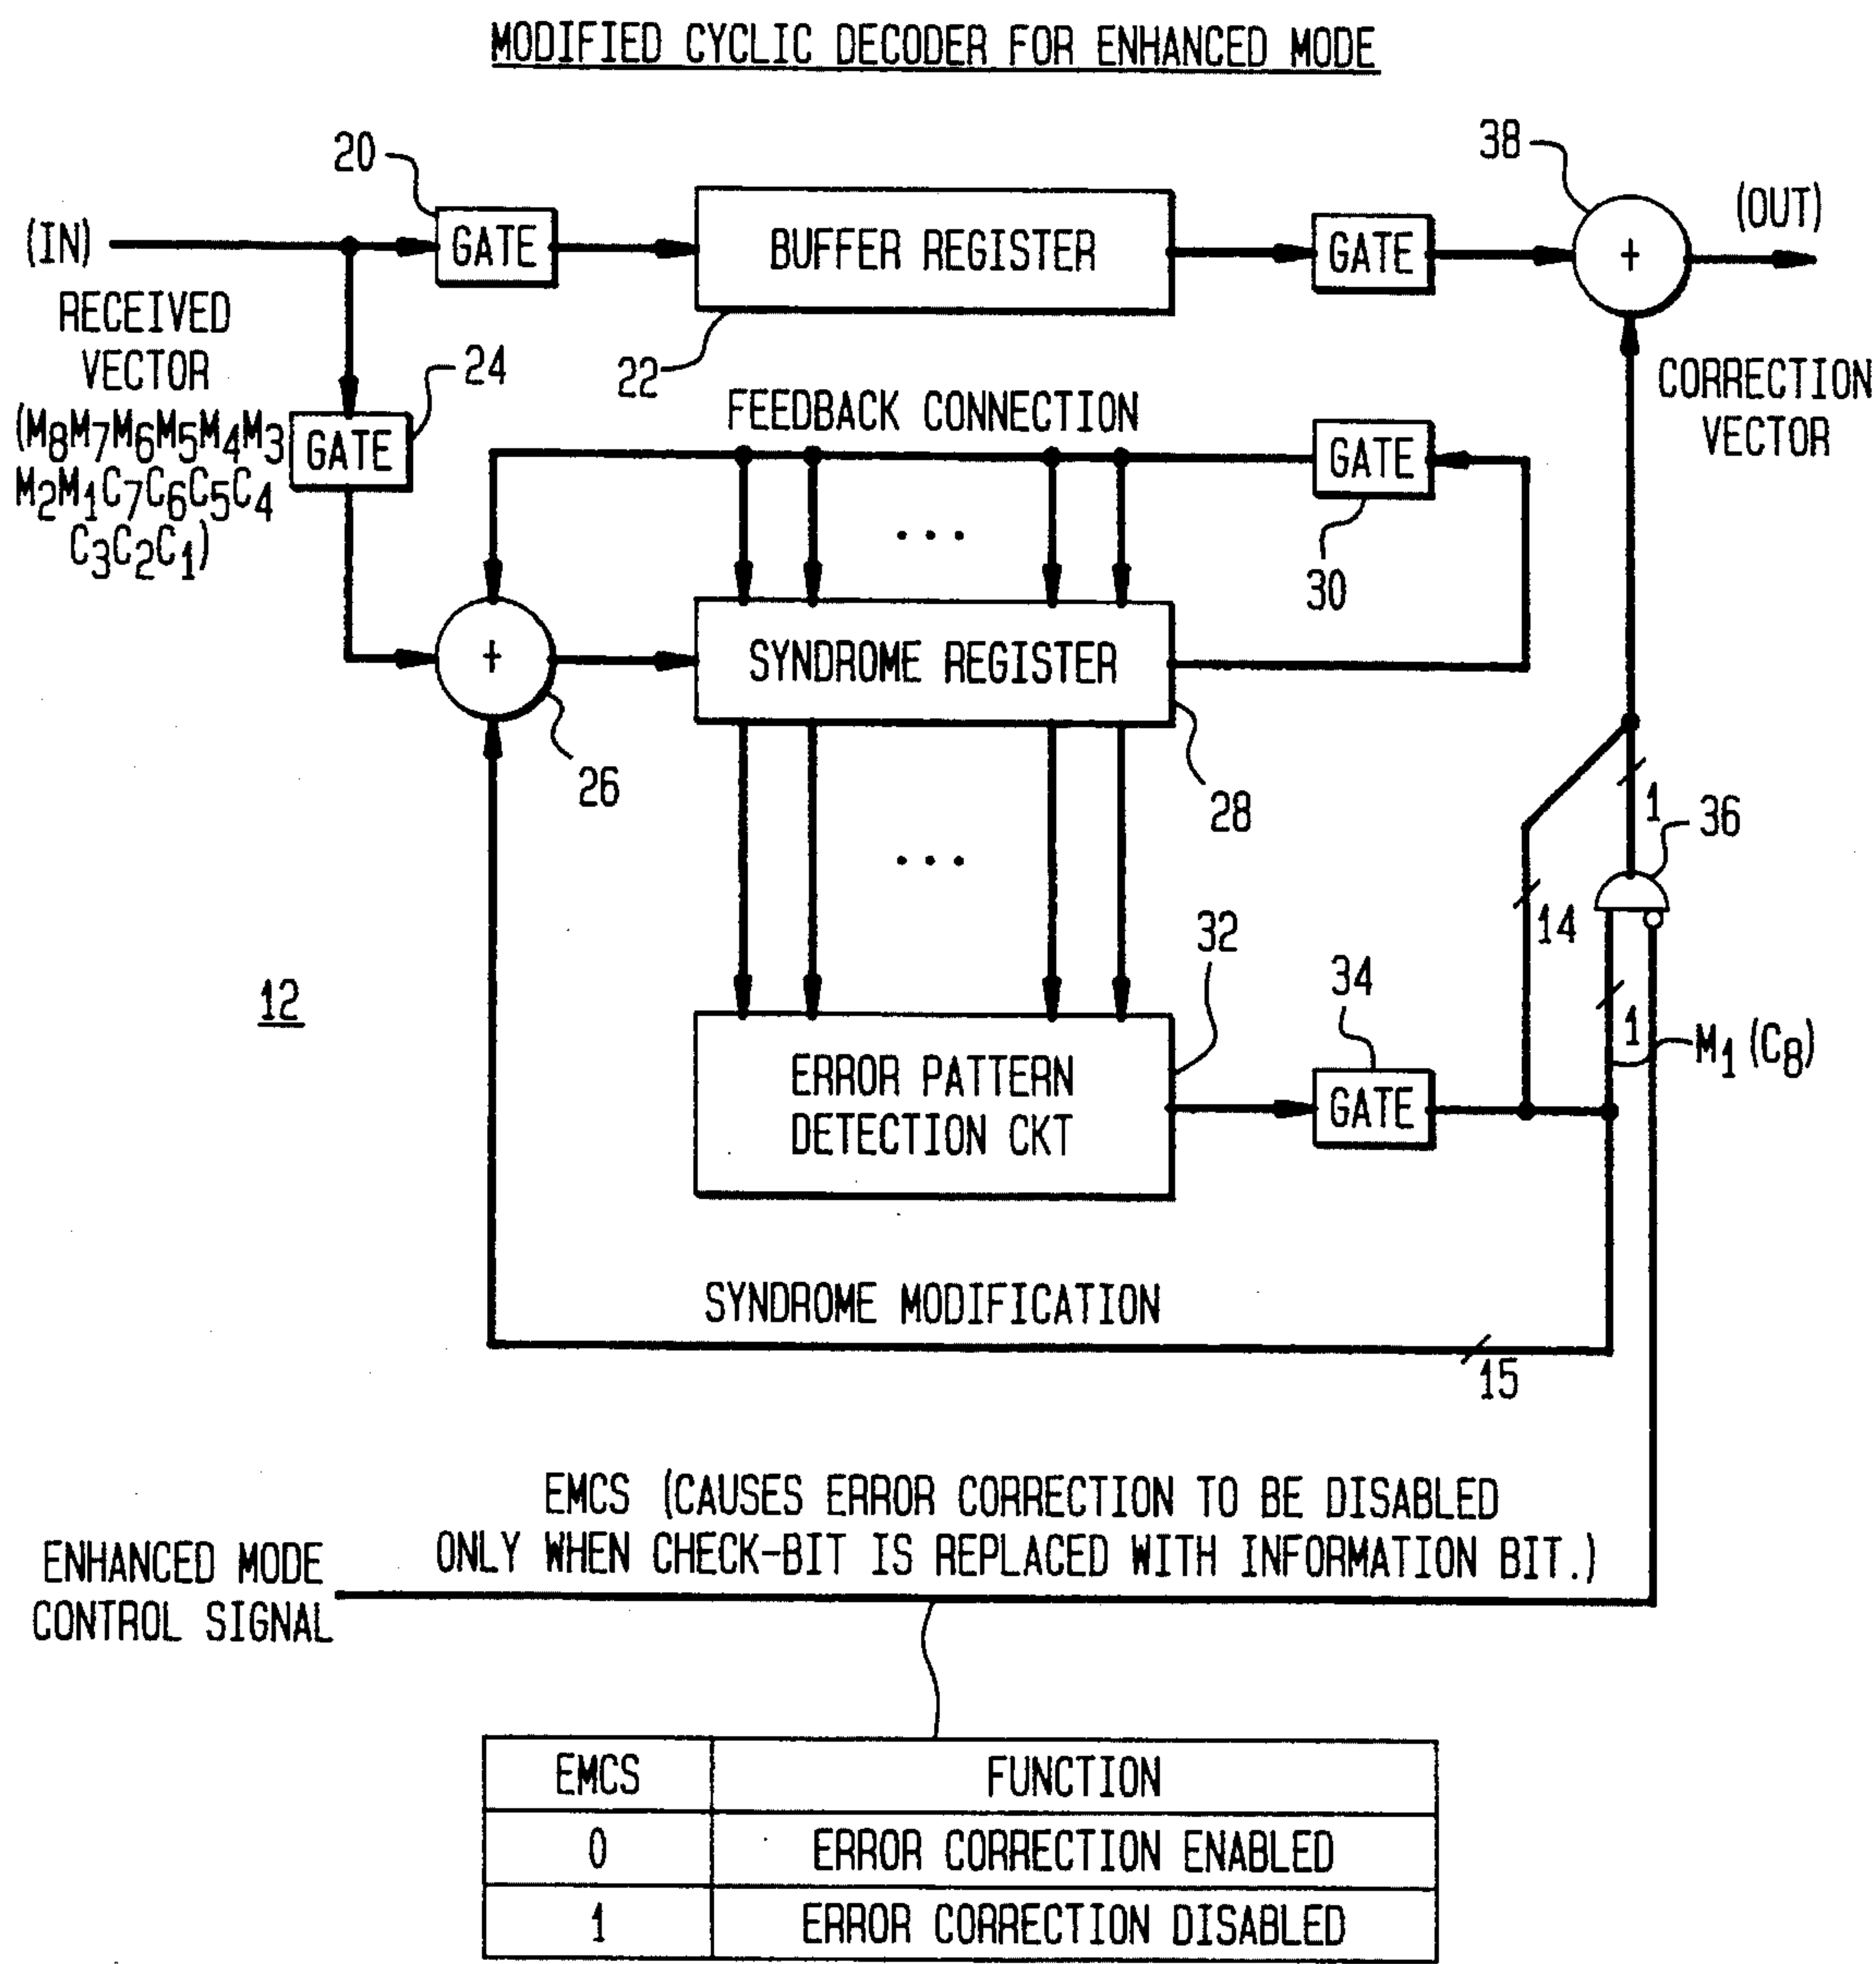 MODIFIED CYCLIC DECODER FOR ENHANCED MODE
20
38
(IN)
GATE
BUFFER REGISTER
GATE
+
(OUT)
RECEIVED
VECTOR
24
22
(M8M7M6M5M4M3
M2M1C7C6C5C4
C3C2C1)
GATE
FEEDBACK CONNECTION
GATE
30
CORRECTION
VECTOR
...
+
26
SYNDROME REGISTER
28
...
1
36
14
12
32
34
1
M1 (C8)
ERROR PATTERN
DETECTION CKT
GATE
SYNDROME MODIFICATION
15
EMCS (CAUSES ERROR CORRECTION TO BE DISABLED
ONLY WHEN CHECK-BIT IS REPLACED WITH INFORMATION BIT.)
ENHANCED MODE
CONTROL SIGNAL
EMCS FUNCTION
0 ERROR CORRECTION ENABLED
1 ERROR CORRECTION DISABLED